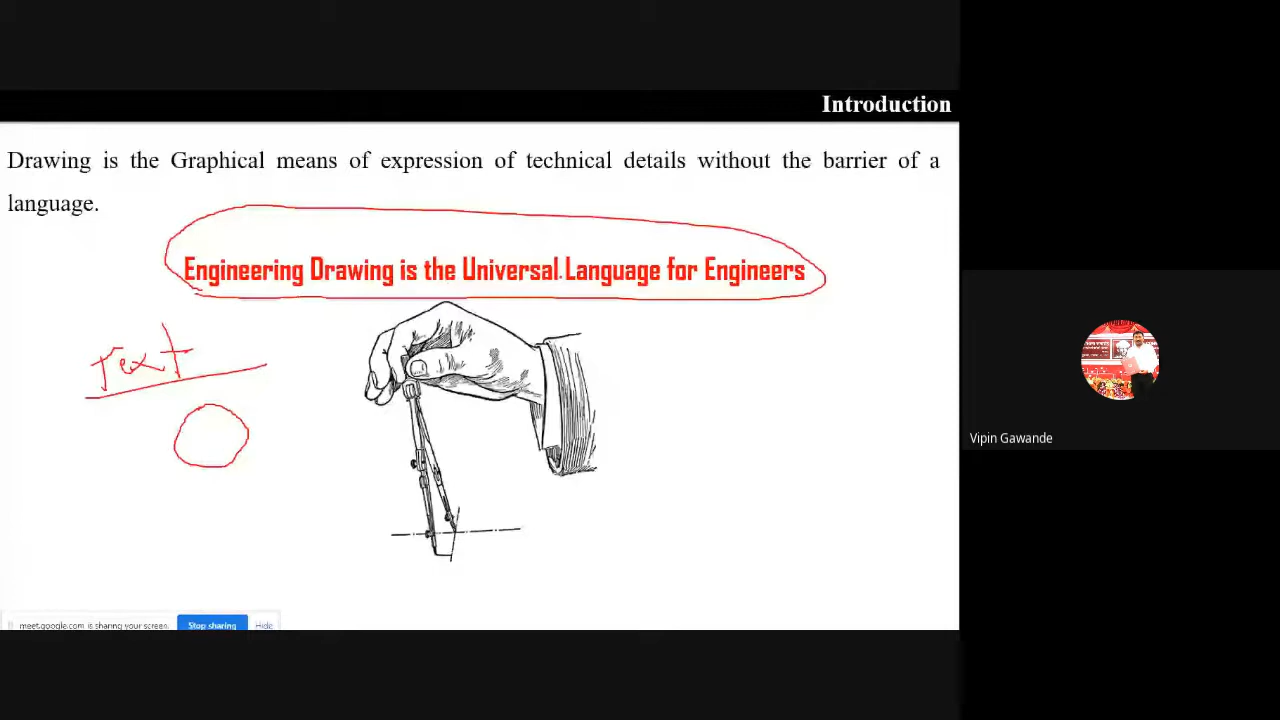 Introduction
Drawing is the Graphical means of expression of technical details without the barrier of a
language.
Engineering Drawing is the Universal Language for Engineers
Text
Vipin Gawande
meet.google.com is sharing your screen.
Stop sharing
Hide